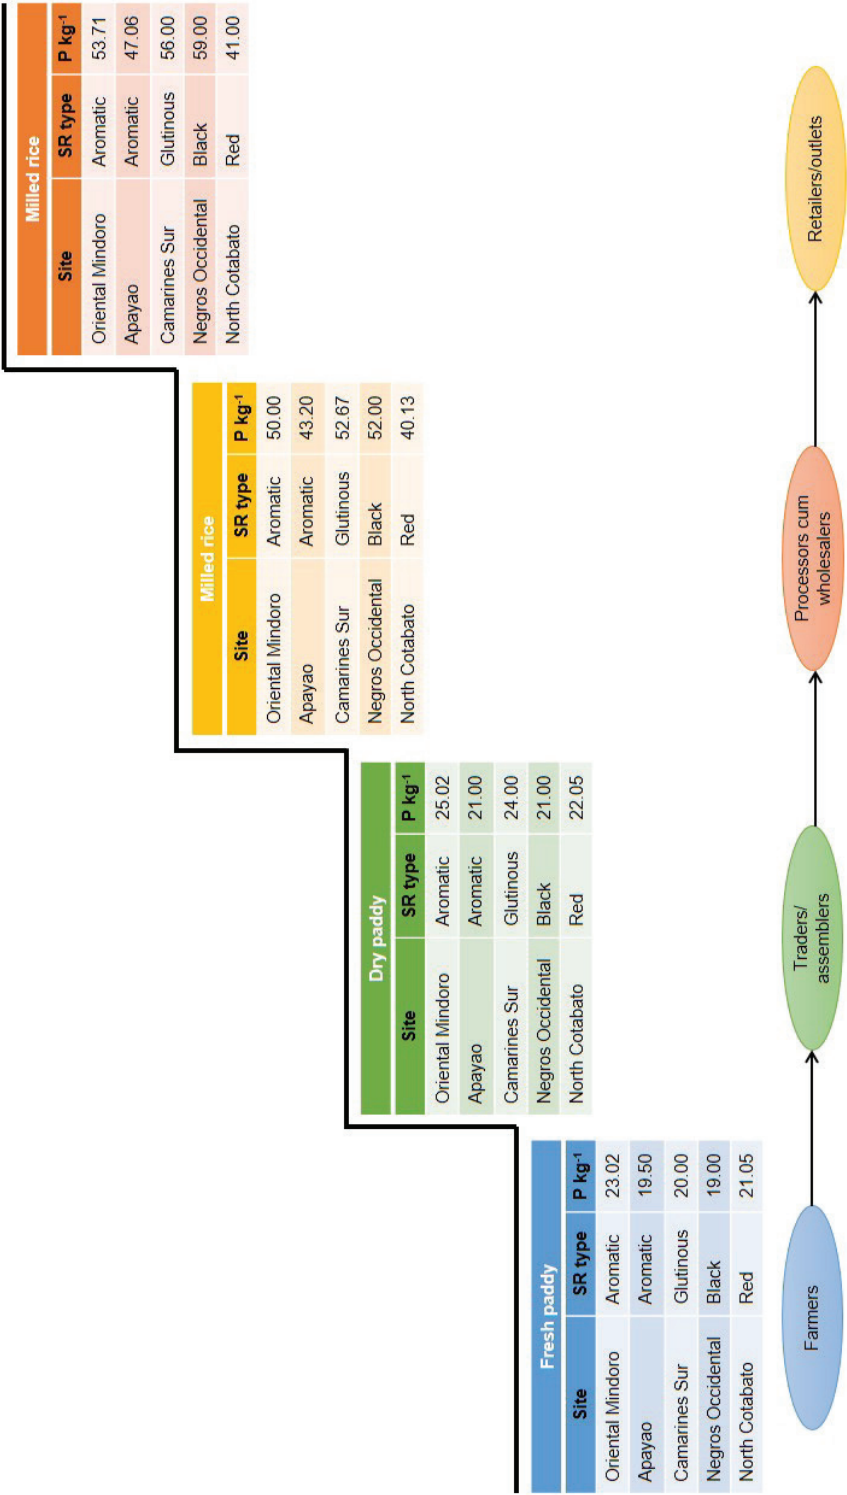 Milled rice
Site SR type P kg-1
Oriental Mindoro Aromatic 53.71
Apayao Aromatic 47.06
Camarines Sur Glutinous 56.00
Negros Occidental Black 59.00
North Cotabato Red 41.00
Milled rice
Site SR type P kg-1
Oriental Mindoro Aromatic 50.00
Apayao Aromatic 43.20
Camarines Sur Glutinous 52.67
Negros Occidental Black 52.00
North Cotabato Red 40.13
Dry paddy
Site SR type P kg-1
Oriental Mindoro Aromatic 25.02
Apayao Aromatic 21.00
Camarines Sur Glutinous 24.00
Negros Occidental Black 21.00
North Cotabato Red 22.05
Fresh paddy
Site SR type P kg-1
Oriental Mindoro Aromatic 23.02
Apayao Aromatic 19.50
Camarines Sur Glutinous 20.00
Negros Occidental Black 19.00
North Cotabato Red 21.05
Farmers
Traders/
assemblers
Processors cum
wholesalers
Retailers/outlets